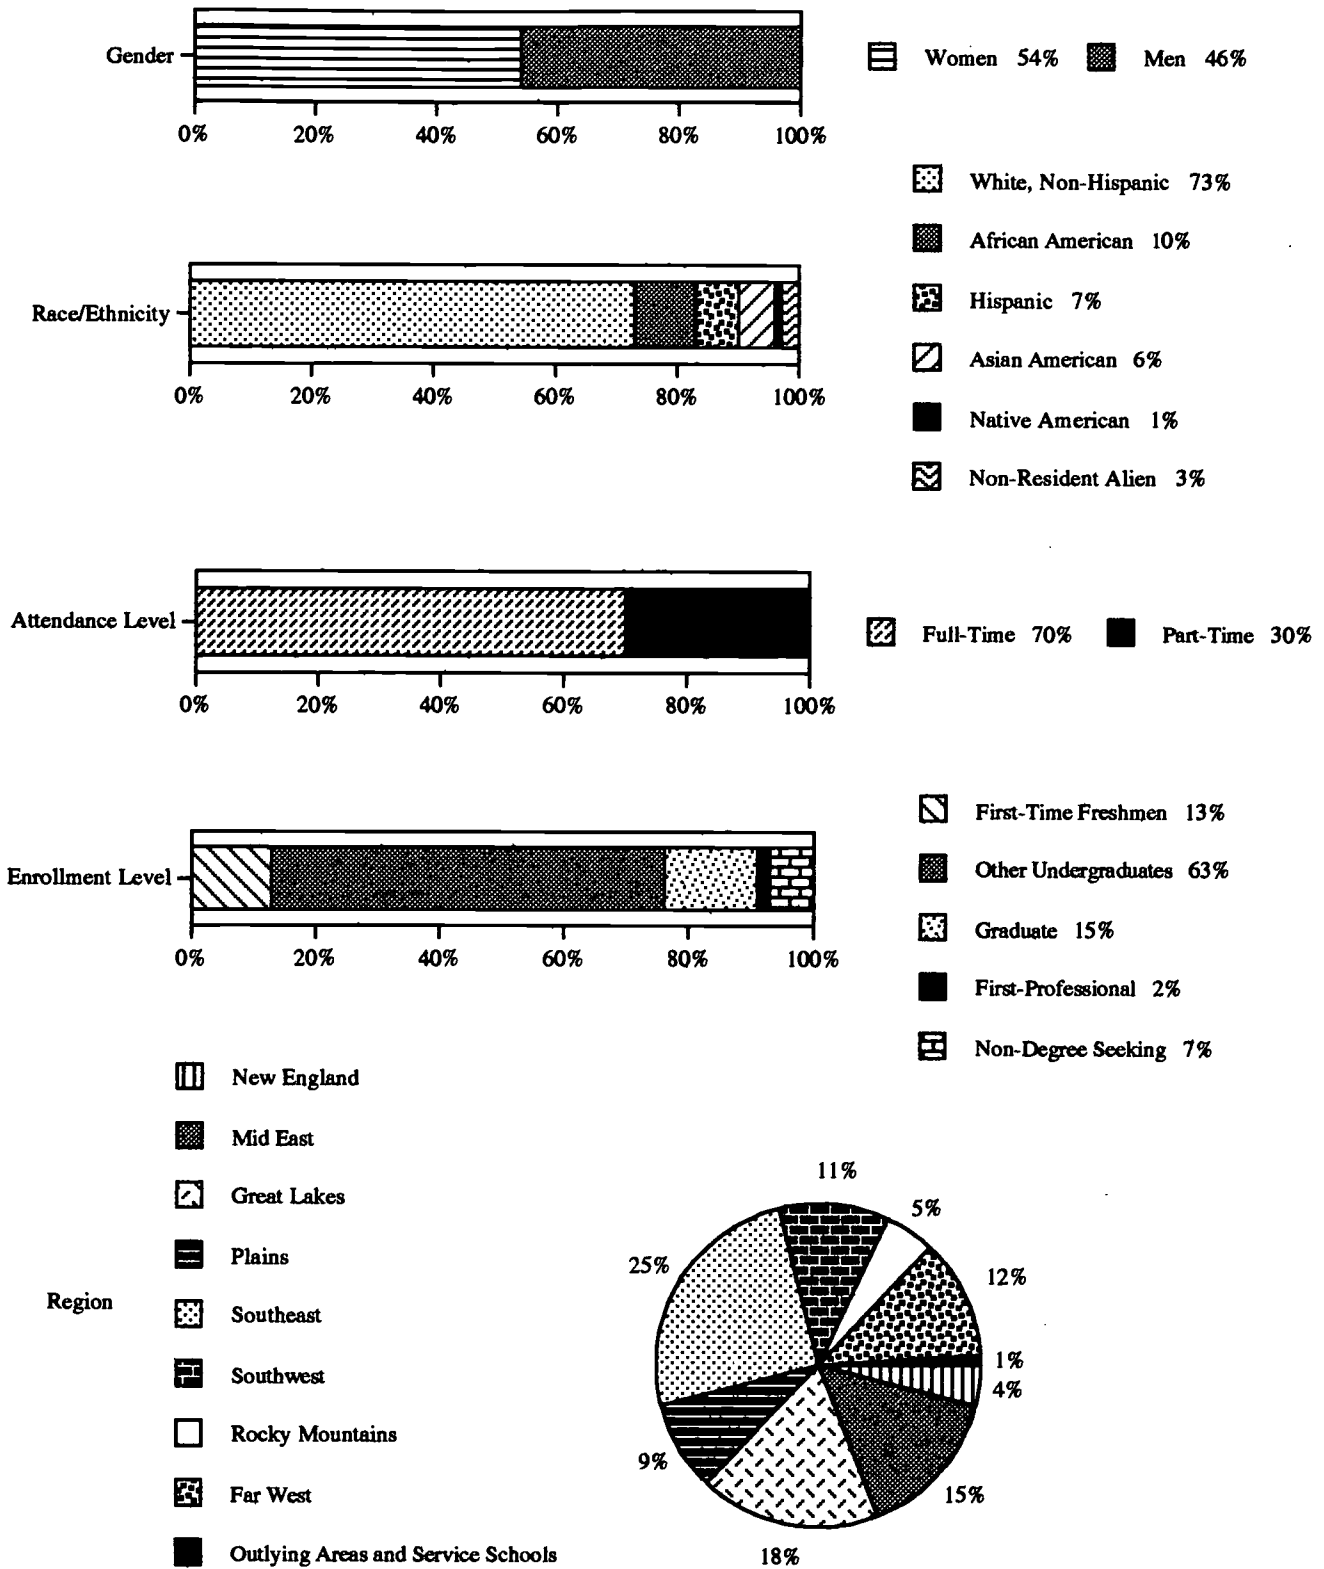 Gender
Women 54% Men 46%
0% 20% 40% 60% 80% 100%
White, Non-Hispanic 73%
African American 10%
Hispanic 7%
Race/Ethnicity
Asian American 6%
0% 20% 40% 60% 80% 100%
Native American 1%
Non-Resident Alien 3%
Attendance Level
Full-Time 70% Part-Time 30%
0% 20% 40% 60% 80% 100%
First-Time Freshmen 13%
Enrollment Level
Other Undergraduates 63%
Graduate 15%
0% 20% 40% 60% 80% 100%
First-Professional 2%
Non-Degree Seeking 7%
Region
New England
Mid East
Great Lakes
Plains
Southeast
Southwest
Rocky Mountains
Far West
Outlying Areas and Service Schools
11%
5%
25%
12%
1%
4%
9%
15%
18%